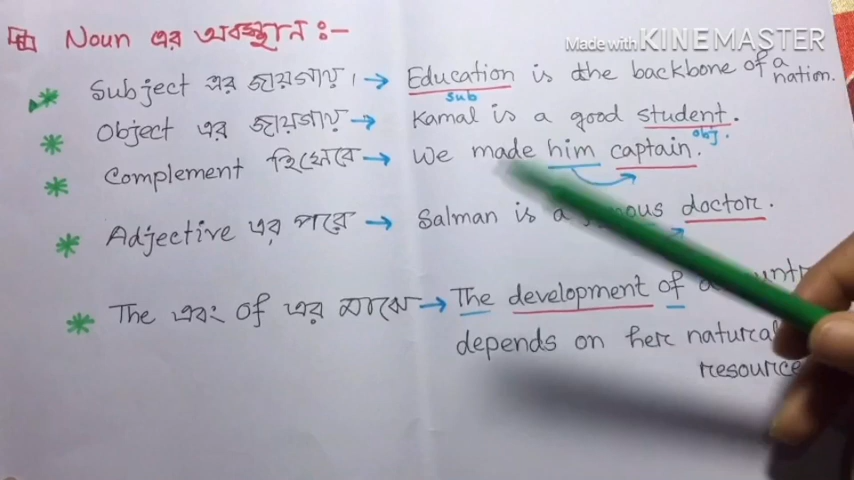 Noun এর অবস্থান :-
Made with KINEMASTER
Subject এর জায়গায়। → Education is the backbone of a nation.
sub
Object এর জায়গায় → Kamal is a good student.
obj.
Complement হিসেবে → We made him captain.
Adjective এর পরে → Salman is a doctor.
The এবং of এর মাঝে → The development of
depends on her natural
resource